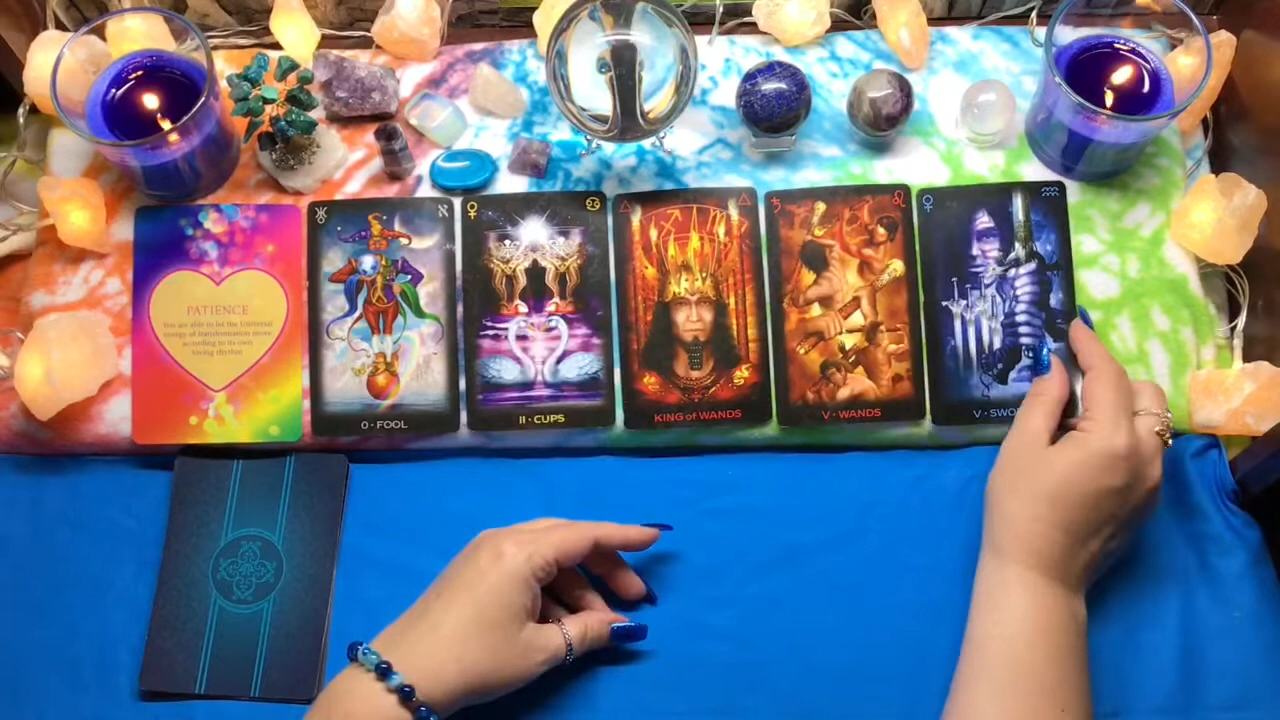 PATIENCE
You are able to let the Universal
energy of transformation move
according to its own
loving rhythm
0 · FOOL
II · CUPS
KING of WANDS
V · WANDS
V · SWO